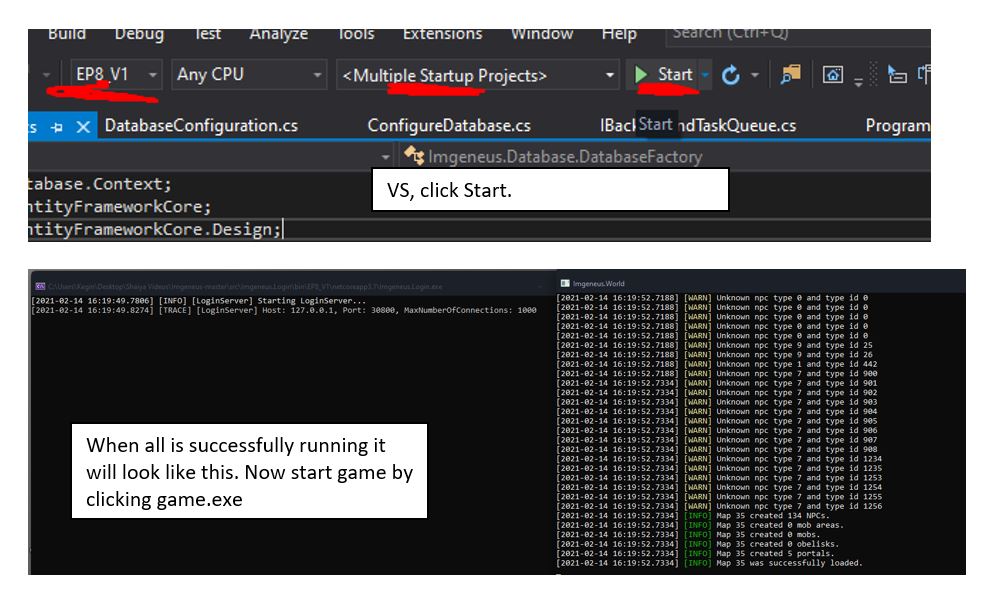 Build Debug Test Analyze Tools Extensions Window Help Search (Ctrl+Q)
EP8_V1 Any CPU <Multiple Startup Projects> Start
cs DatabaseConfiguration.cs ConfigureDatabase.cs IBac Start ndTaskQueue.cs Program
Imgeneus.Database.DatabaseFactory
tabase.Context;
VS, click Start.
ntityFrameworkCore;
ntityFrameworkCore.Design;
C:\Users\Kegin\Desktop\Shaiya Videus\Imgeneus-master\src\Imgeneus.Login\bin\EP8_V1\netcoreapp3.1\Imgeneus.Login.exe
[2021-02-14 16:19:49.7806] [INFO] [LoginServer] Starting LoginServer...
[2021-02-14 16:19:49.8274] [TRACE] [LoginServer] Host: 127.0.0.1, Port: 30800, MaxNumberOfConnections: 1000
When all is successfully running it
will look like this. Now start game by
clicking game.exe
Imgeneus.World
[2021-02-14 16:19:52.7188] [WARN] Unknown npc type 0 and type id 0
[2021-02-14 16:19:52.7188] [WARN] Unknown npc type 0 and type id 0
[2021-02-14 16:19:52.7188] [WARN] Unknown npc type 0 and type id 0
[2021-02-14 16:19:52.7188] [WARN] Unknown npc type 0 and type id 0
[2021-02-14 16:19:52.7188] [WARN] Unknown npc type 0 and type id 0
[2021-02-14 16:19:52.7188] [WARN] Unknown npc type 9 and type id 25
[2021-02-14 16:19:52.7188] [WARN] Unknown npc type 9 and type id 26
[2021-02-14 16:19:52.7188] [WARN] Unknown npc type 1 and type id 442
[2021-02-14 16:19:52.7188] [WARN] Unknown npc type 7 and type id 900
[2021-02-14 16:19:52.7334] [WARN] Unknown npc type 7 and type id 901
[2021-02-14 16:19:52.7334] [WARN] Unknown npc type 7 and type id 902
[2021-02-14 16:19:52.7334] [WARN] Unknown npc type 7 and type id 903
[2021-02-14 16:19:52.7334] [WARN] Unknown npc type 7 and type id 904
[2021-02-14 16:19:52.7334] [WARN] Unknown npc type 7 and type id 905
[2021-02-14 16:19:52.7334] [WARN] Unknown npc type 7 and type id 906
[2021-02-14 16:19:52.7334] [WARN] Unknown npc type 7 and type id 907
[2021-02-14 16:19:52.7334] [WARN] Unknown npc type 7 and type id 908
[2021-02-14 16:19:52.7334] [WARN] Unknown npc type 7 and type id 1234
[2021-02-14 16:19:52.7334] [WARN] Unknown npc type 7 and type id 1235
[2021-02-14 16:19:52.7334] [WARN] Unknown npc type 7 and type id 1253
[2021-02-14 16:19:52.7334] [WARN] Unknown npc type 7 and type id 1254
[2021-02-14 16:19:52.7334] [WARN] Unknown npc type 7 and type id 1255
[2021-02-14 16:19:52.7334] [WARN] Unknown npc type 7 and type id 1256
[2021-02-14 16:19:52.7334] [INFO] Map 35 created 134 NPCs.
[2021-02-14 16:19:52.7334] [INFO] Map 35 created 0 mob areas.
[2021-02-14 16:19:52.7334] [INFO] Map 35 created 0 mobs.
[2021-02-14 16:19:52.7334] [INFO] Map 35 created 0 obelisks.
[2021-02-14 16:19:52.7334] [INFO] Map 35 created 5 portals.
[2021-02-14 16:19:52.7334] [INFO] Map 35 was successfully loaded.